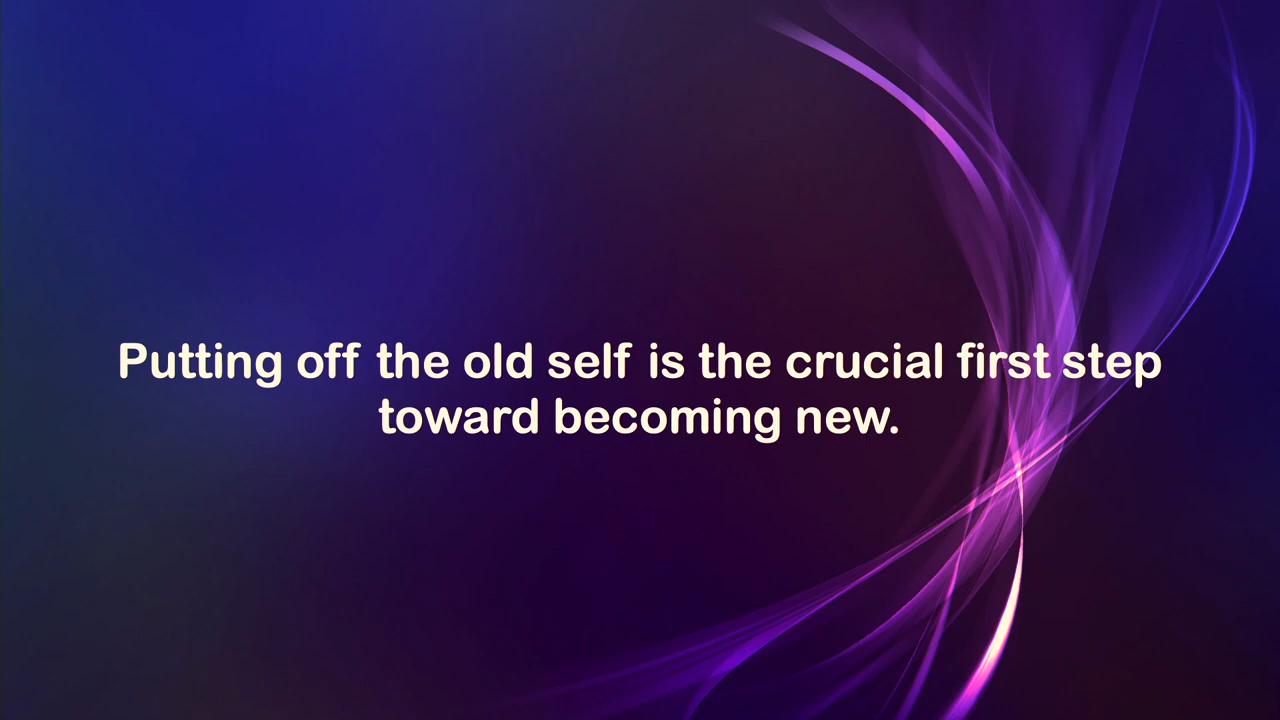 Putting off the old self is the crucial first step
toward becoming new.